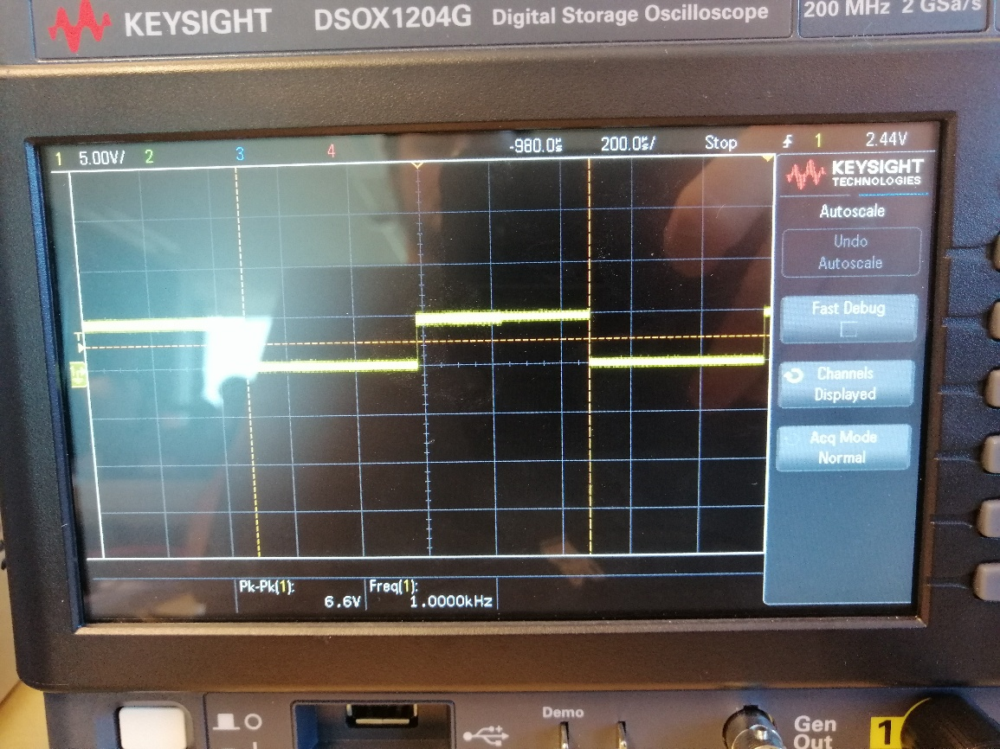 KEYSIGHT DSOX1204G Digital Storage Oscilloscope 200 MHz 2 GSa/s
1 5.00V/ 2 3 4 -980.0µs 200.0µs/ Stop 1 2.44V
KEYSIGHT
TECHNOLOGIES
Autoscale
Undo
Autoscale
Fast Debug
Channels
Displayed
Acq Mode
Normal
T
Pk-Pk(1):
6.6V
Freq(1):
1.0000kHz
Demo
Gen
Out
1